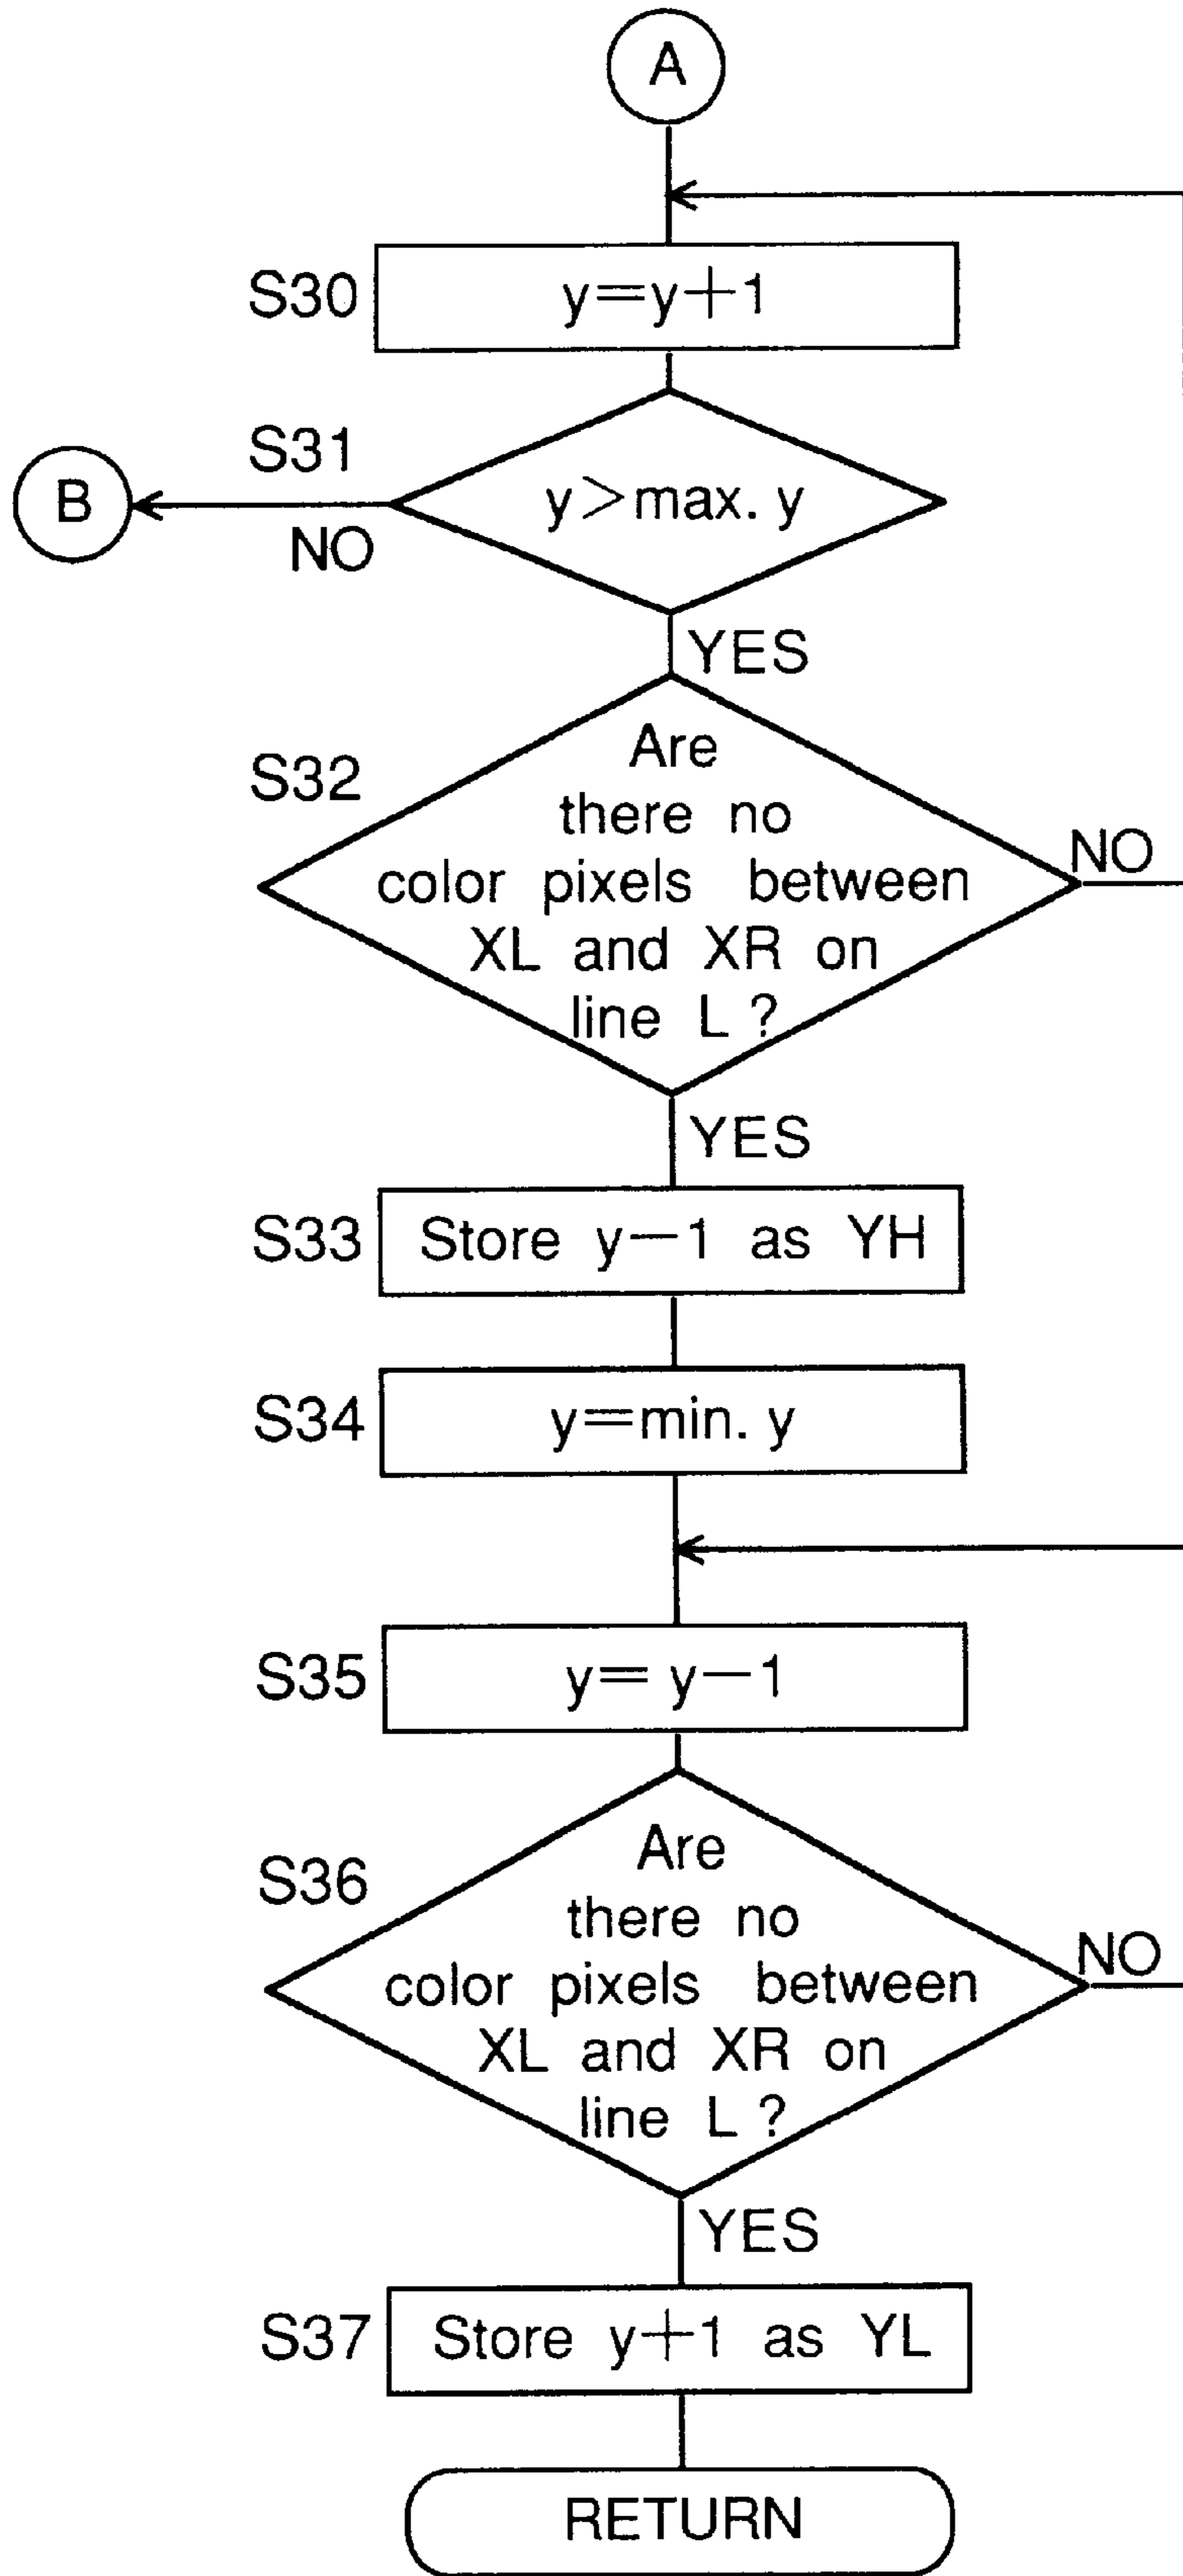 A
S30
y=y+1
S31
B
NO
y>max. y
YES
S32
Are
there no
color pixels between
XL and XR on
line L ?
NO
YES
S33
Store y−1 as YH
S34
y=min. y
S35
y= y−1
S36
Are
there no
color pixels between
XL and XR on
line L ?
NO
YES
S37
Store y+1 as YL
RETURN